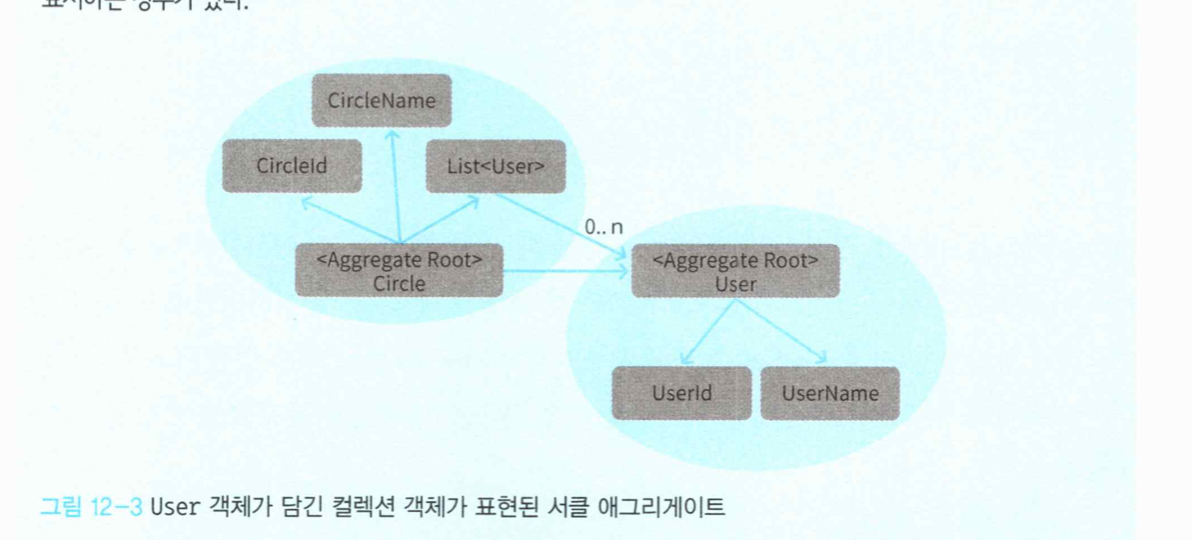 CircleName
CircleId
List<User>
0..n
<Aggregate Root>
Circle
<Aggregate Root>
User
UserId
UserName
그림 12-3 User 객체가 담긴 컬렉션 객체가 표현된 서클 애그리게이트